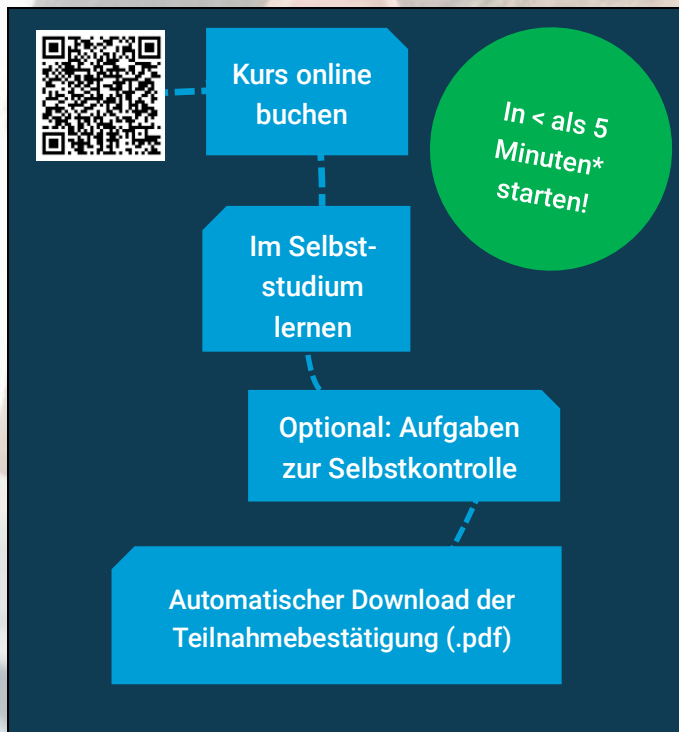 Kurs online
buchen
In < als 5
Minuten*
starten!
Im Selbst-
studium
lernen
Optional: Aufgaben
zur Selbstkontrolle
Automatischer Download der
Teilnahmebestätigung (.pdf)